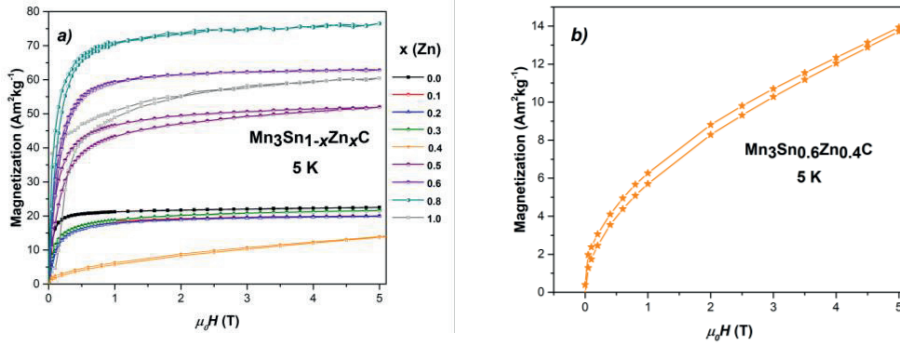 a)
Magnetization (Am²kg⁻¹)
80
70
60
50
40
30
20
10
0
0 1 2 3 4 5
μ₀H (T)
Mn₃Sn₁₋ₓZnₓC
5 K
x (Zn)
0.0
0.1
0.2
0.3
0.4
0.5
0.6
0.8
1.0
b)
Magnetization (Am²kg⁻¹)
14
12
10
8
6
4
2
0
0 1 2 3 4 5
μ₀H (T)
Mn₃Sn₀.₆Zn₀.₄C
5 K